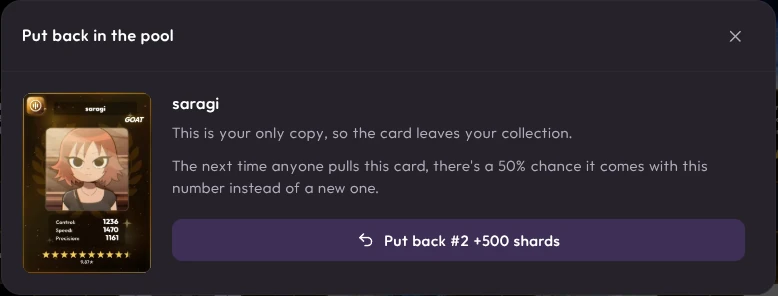 Put back in the pool
saragi
GOAT
Control: 1236
Speed: 1470
Precision: 1161
9.87★
saragi
This is your only copy, so the card leaves your collection.
The next time anyone pulls this card, there's a 50% chance it comes with this
number instead of a new one.
Put back #2 +500 shards